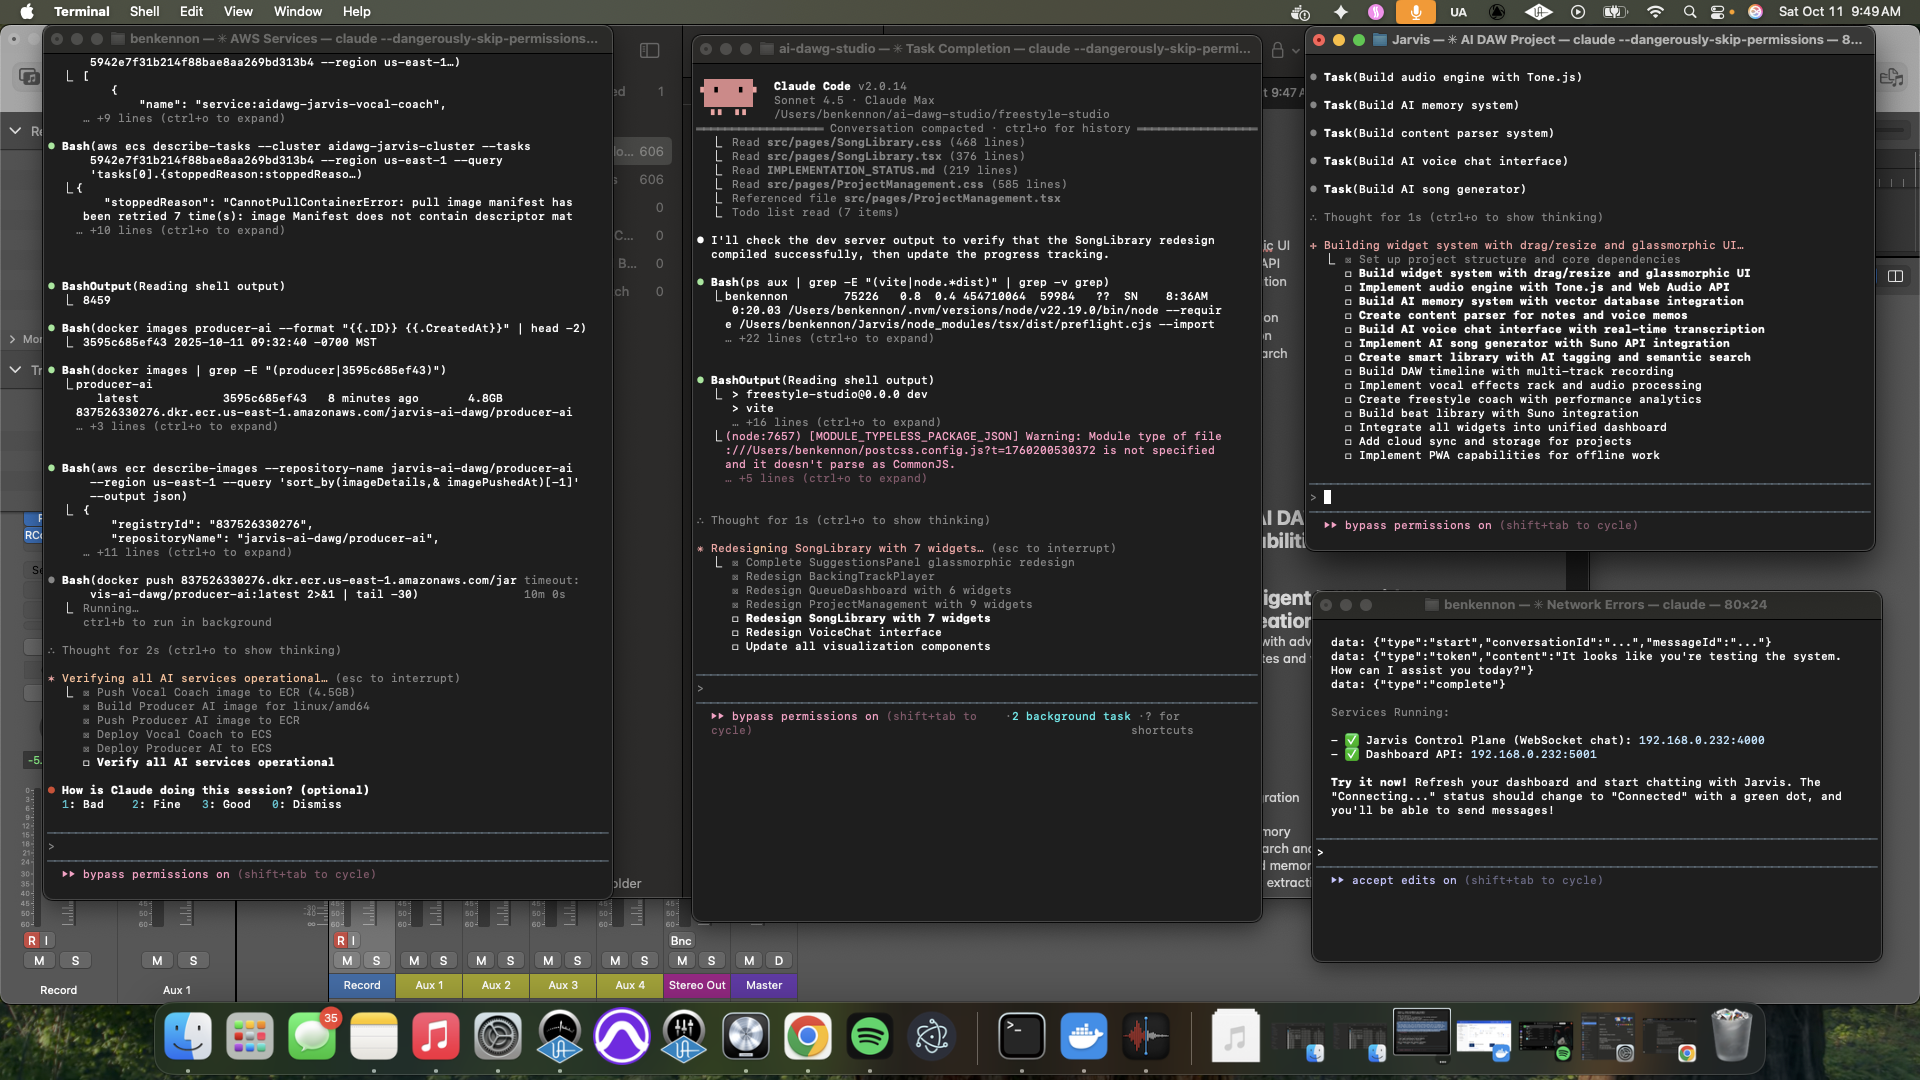 Terminal Shell Edit View Window Help
UA Sat Oct 11 9:49 AM
benkennon — ✳ AWS Services — claude --dangerously-skip-permissions...
5942e7f31b214f88bae8aa269bd313b4 --region us-east-1…)
[
{
"name": "service:aidawg-jarvis-vocal-coach",
… +9 lines (ctrl+o to expand)
Bash(aws ecs describe-tasks --cluster aidawg-jarvis-cluster --tasks
5942e7f31b214f88bae8aa269bd313b4 --region us-east-1 --query
'tasks[0].{stoppedReason:stoppedReaso…)
{
"stoppedReason": "CannotPullContainerError: pull image manifest has
been retried 7 time(s): image Manifest does not contain descriptor mat
… +10 lines (ctrl+o to expand)
BashOutput(Reading shell output)
8459
Bash(docker images producer-ai --format "{{.ID}} {{.CreatedAt}}" | head -2)
3595c685ef43 2025-10-11 09:32:40 -0700 MST
Bash(docker images | grep -E "(producer|3595c685ef43)")
producer-ai
latest 3595c685ef43 8 minutes ago 4.8GB
837526330276.dkr.ecr.us-east-1.amazonaws.com/jarvis-ai-dawg/producer-ai
… +3 lines (ctrl+o to expand)
Bash(aws ecr describe-images --repository-name jarvis-ai-dawg/producer-ai
--region us-east-1 --query 'sort_by(imageDetails,& imagePushedAt)[-1]'
--output json)
{
"registryId": "837526330276",
"repositoryName": "jarvis-ai-dawg/producer-ai",
… +11 lines (ctrl+o to expand)
Bash(docker push 837526330276.dkr.ecr.us-east-1.amazonaws.com/jar timeout:
vis-ai-dawg/producer-ai:latest 2>&1 | tail -30) 10m 0s
Running…
ctrl+b to run in background
∴ Thought for 2s (ctrl+o to show thinking)
✶ Verifying all AI services operational… (esc to interrupt)
☒ Push Vocal Coach image to ECR (4.5GB)
☒ Build Producer AI image for linux/amd64
☒ Push Producer AI image to ECR
☒ Deploy Vocal Coach to ECS
☒ Deploy Producer AI to ECS
☐ Verify all AI services operational
How is Claude doing this session? (optional)
1: Bad 2: Fine 3: Good 0: Dismiss
>
bypass permissions on (shift+tab to cycle)
ai-dawg-studio — ✳ Task Completion — claude --dangerously-skip-permi...
Claude Code v2.0.14
Sonnet 4.5 · Claude Max
/Users/benkennon/ai-dawg-studio/freestyle-studio
Conversation compacted · ctrl+o for history
Read src/pages/SongLibrary.css (468 lines)
Read src/pages/SongLibrary.tsx (376 lines)
Read IMPLEMENTATION_STATUS.md (219 lines)
Read src/pages/ProjectManagement.css (585 lines)
Referenced file src/pages/ProjectManagement.tsx
Todo list read (7 items)
I'll check the dev server output to verify that the SongLibrary redesign
compiled successfully, then update the progress tracking.
Bash(ps aux | grep -E "(vite|node.*dist)" | grep -v grep)
benkennon 75226 0.8 0.4 454710064 59984 ?? SN 8:36AM
0:20.03 /Users/benkennon/.nvm/versions/node/v22.19.0/bin/node --requir
e /Users/benkennon/Jarvis/node_modules/tsx/dist/preflight.cjs --import
… +22 lines (ctrl+o to expand)
BashOutput(Reading shell output)
> freestyle-studio@0.0.0 dev
> vite
… +16 lines (ctrl+o to expand)
(node:7657) [MODULE_TYPELESS_PACKAGE_JSON] Warning: Module type of file
:///Users/benkennon/postcss.config.js?t=1760200530372 is not specified
and it doesn't parse as CommonJS.
… +5 lines (ctrl+o to expand)
∴ Thought for 1s (ctrl+o to show thinking)
✶ Redesigning SongLibrary with 7 widgets… (esc to interrupt)
☒ Complete SuggestionsPanel glassmorphic redesign
☒ Redesign BackingTrackPlayer
☒ Redesign QueueDashboard with 6 widgets
☒ Redesign ProjectManagement with 9 widgets
☐ Redesign SongLibrary with 7 widgets
☐ Redesign VoiceChat interface
☐ Update all visualization components
>
bypass permissions on (shift+tab to · 2 background task · ? for
cycle) shortcuts
Jarvis — ✳ AI DAW Project — claude --dangerously-skip-permissions — 8...
Task(Build audio engine with Tone.js)
Task(Build AI memory system)
Task(Build content parser system)
Task(Build AI voice chat interface)
Task(Build AI song generator)
∴ Thought for 1s (ctrl+o to show thinking)
+ Building widget system with drag/resize and glassmorphic UI…
☒ Set up project structure and core dependencies
☐ Build widget system with drag/resize and glassmorphic UI
☐ Implement audio engine with Tone.js and Web Audio API
☐ Build AI memory system with vector database integration
☐ Create content parser for notes and voice memos
☐ Build AI voice chat interface with real-time transcription
☐ Implement AI song generator with Suno API integration
☐ Create smart library with AI tagging and semantic search
☐ Build DAW timeline with multi-track recording
☐ Implement vocal effects rack and audio processing
☐ Create freestyle coach with performance analytics
☐ Build beat library with Suno integration
☐ Integrate all widgets into unified dashboard
☐ Add cloud sync and storage for projects
☐ Implement PWA capabilities for offline work
>
bypass permissions on (shift+tab to cycle)
benkennon — ✳ Network Errors — claude — 80×24
data: {"type":"start","conversationId":"...","messageId":"..."}
data: {"type":"token","content":"It looks like you're testing the system.
How can I assist you today?"}
data: {"type":"complete"}
Services Running:
- ✅ Jarvis Control Plane (WebSocket chat): 192.168.0.232:4000
- ✅ Dashboard API: 192.168.0.232:5001
Try it now! Refresh your dashboard and start chatting with Jarvis. The
"Connecting..." status should change to "Connected" with a green dot, and
you'll be able to send messages!
>
accept edits on (shift+tab to cycle)
606
606
R I R I Bnc
M S M S M S M S M S M S M S M S M D
Record Aux 1 Record Aux 1 Aux 2 Aux 3 Aux 4 Stereo Out Master
35